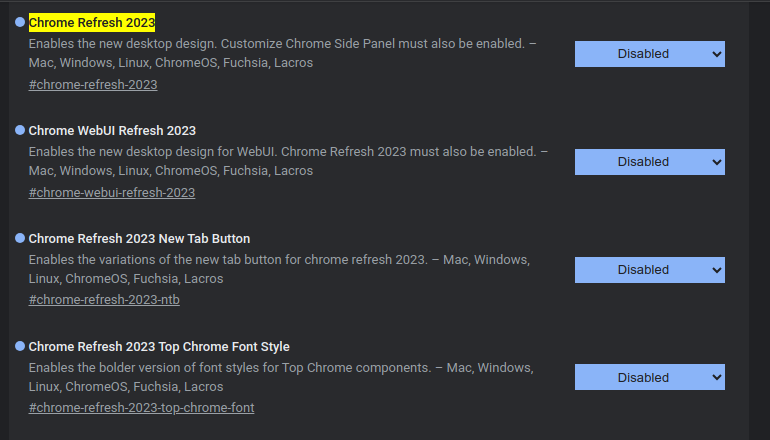 Chrome Refresh 2023
Enables the new desktop design. Customize Chrome Side Panel must also be enabled. –
Mac, Windows, Linux, ChromeOS, Fuchsia, Lacros
#chrome-refresh-2023
Disabled
Chrome WebUI Refresh 2023
Enables the new desktop design for WebUI. Chrome Refresh 2023 must also be enabled. –
Mac, Windows, Linux, ChromeOS, Fuchsia, Lacros
#chrome-webui-refresh-2023
Disabled
Chrome Refresh 2023 New Tab Button
Enables the variations of the new tab button for chrome refresh 2023. – Mac, Windows,
Linux, ChromeOS, Fuchsia, Lacros
#chrome-refresh-2023-ntb
Disabled
Chrome Refresh 2023 Top Chrome Font Style
Enables the bolder version of font styles for Top Chrome components. – Mac, Windows,
Linux, ChromeOS, Fuchsia, Lacros
#chrome-refresh-2023-top-chrome-font
Disabled